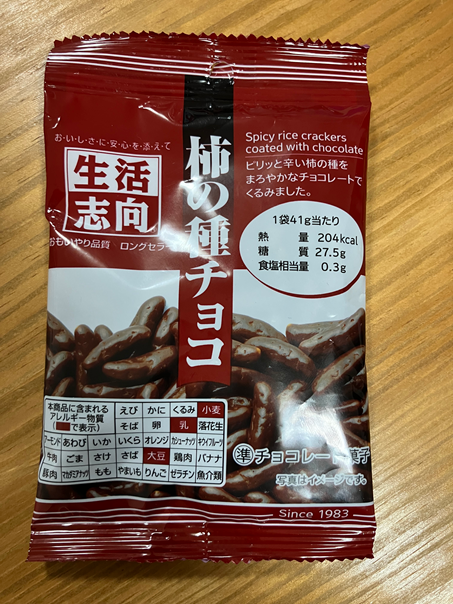 お・い・し・さ・に・安・心・を・添・え・て
生活
志向
おもいやり品質 ロングセラー
柿の種チョコ
Spicy rice crackers
coated with chocolate
ピリッと辛い柿の種を
まろやかなチョコレートで
くるみました。
1袋41g当たり
熱量 204kcal
糖質 27.5g
食塩相当量 0.3g
本商品に含まれる
アレルギー物質
( で表示)
えび かに くるみ 小麦
そば 卵 乳 落花生
アーモンド あわび いか いくら オレンジ カシューナッツ キウイフルーツ
牛肉 ごま さけ さば 大豆 鶏肉 バナナ
豚肉 マカダミアナッツ もも やまいも りんご ゼラチン 魚介類
準チョコレート菓子
写真はイメージです。
Since 1983